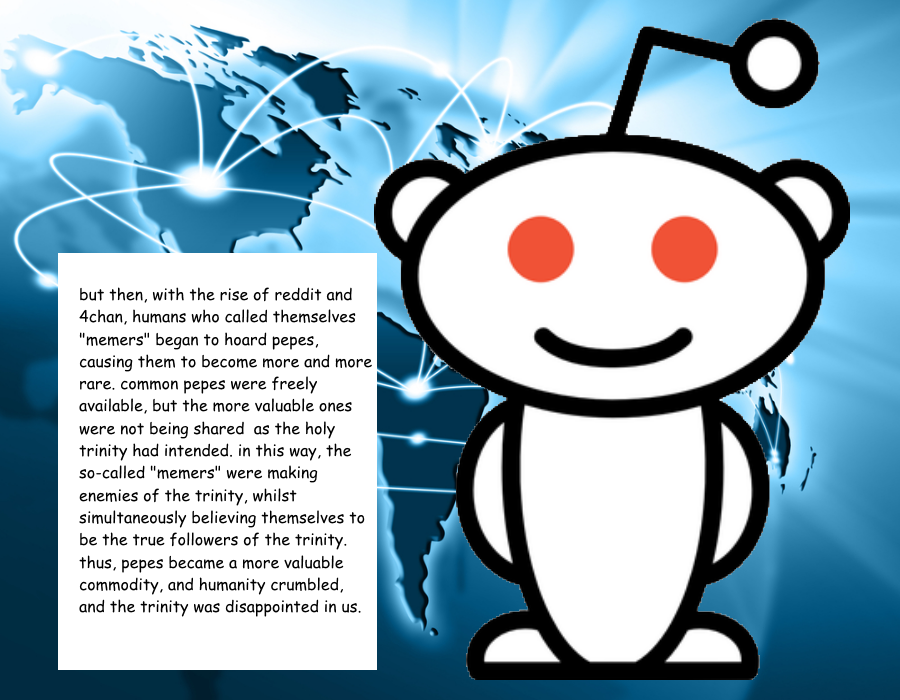 but then, with the rise of reddit and
4chan, humans who called themselves
"memers" began to hoard pepes,
causing them to become more and more
rare. common pepes were freely
available, but the more valuable ones
were not being shared  as the holy
trinity had intended. in this way, the
so-called "memers" were making
enemies of the trinity, whilst
simultaneously believing themselves to
be the true followers of the trinity.
thus, pepes became a more valuable
commodity, and humanity crumbled,
and the trinity was disappointed in us.